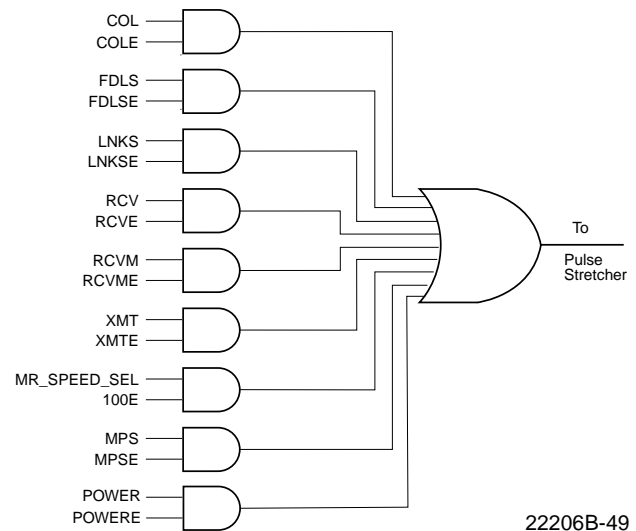 COL
COLE
FDLS
FDLSE
LNKS
LNKSE
RCV
RCVE
RCVM
RCVME
XMT
XMTE
MR_SPEED_SEL
100E
MPS
MPSE
POWER
POWERE
To
Pulse
Stretcher
22206B-49